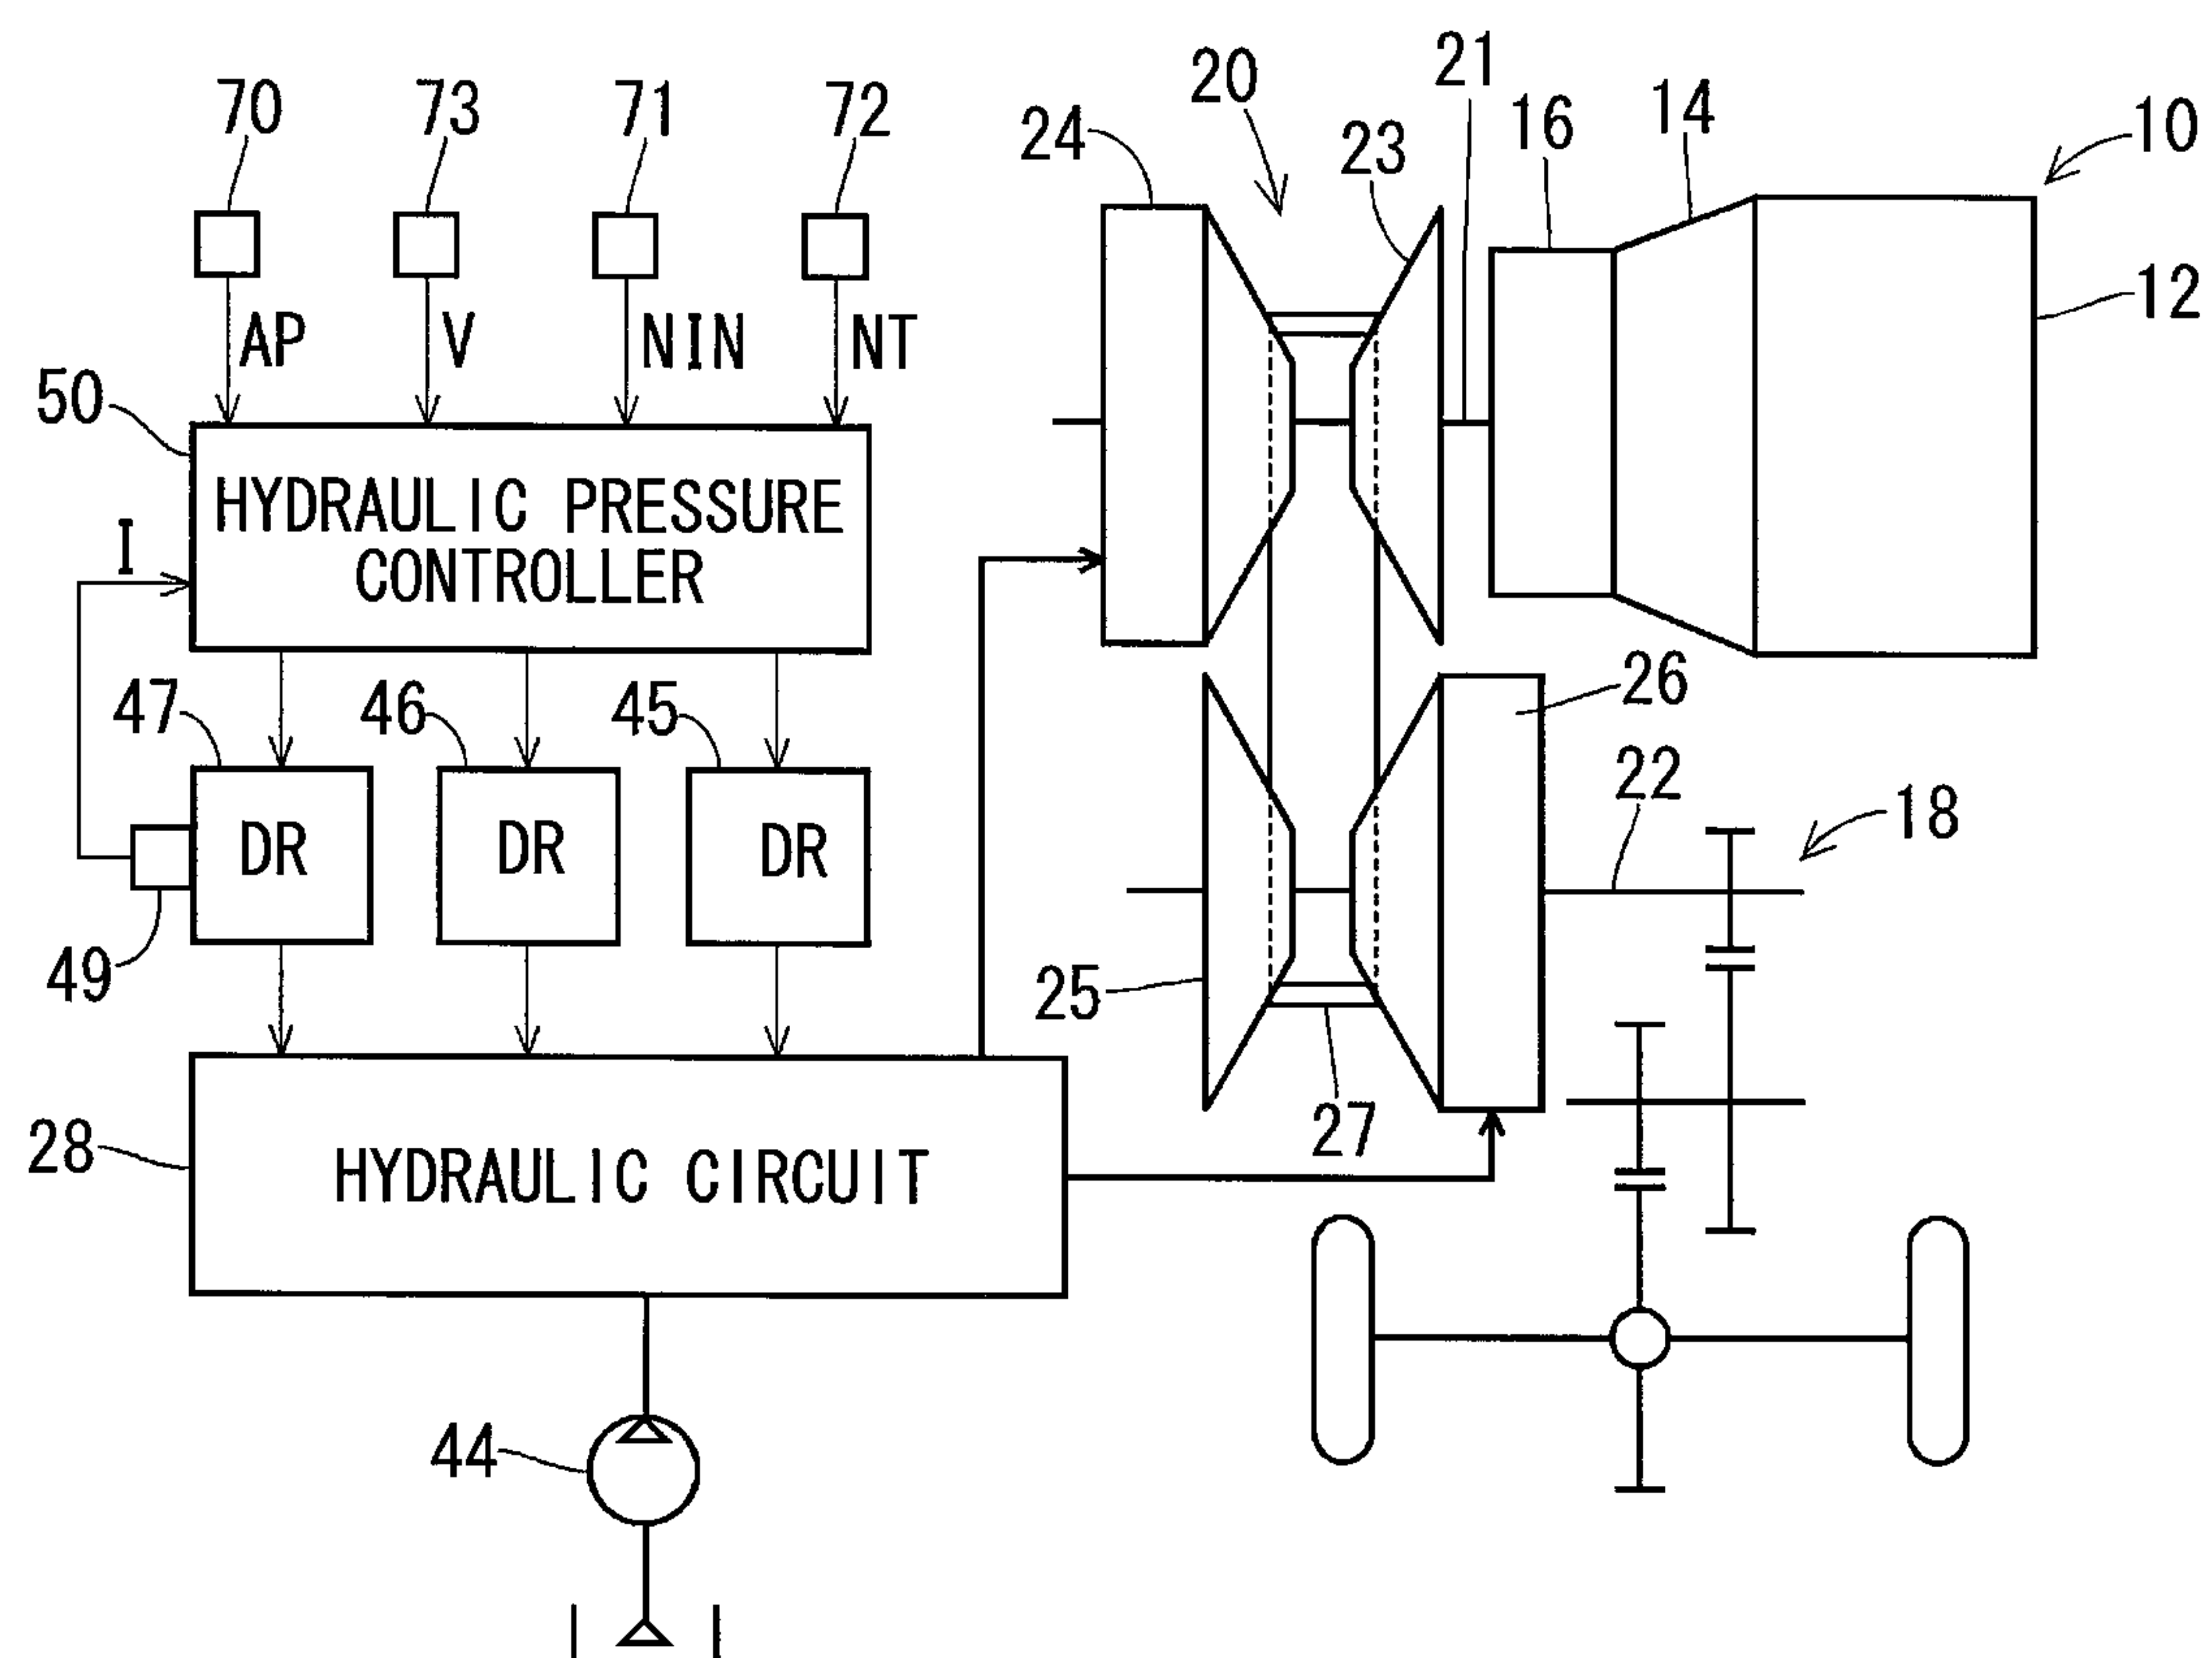 70
73
71
72
24
20
23
21
16
14
10
12
AP
V
NIN
NT
50
HYDRAULIC PRESSURE
CONTROLLER
I
47
46
45
26
22
18
DR
DR
DR
49
25
27
28
HYDRAULIC CIRCUIT
44